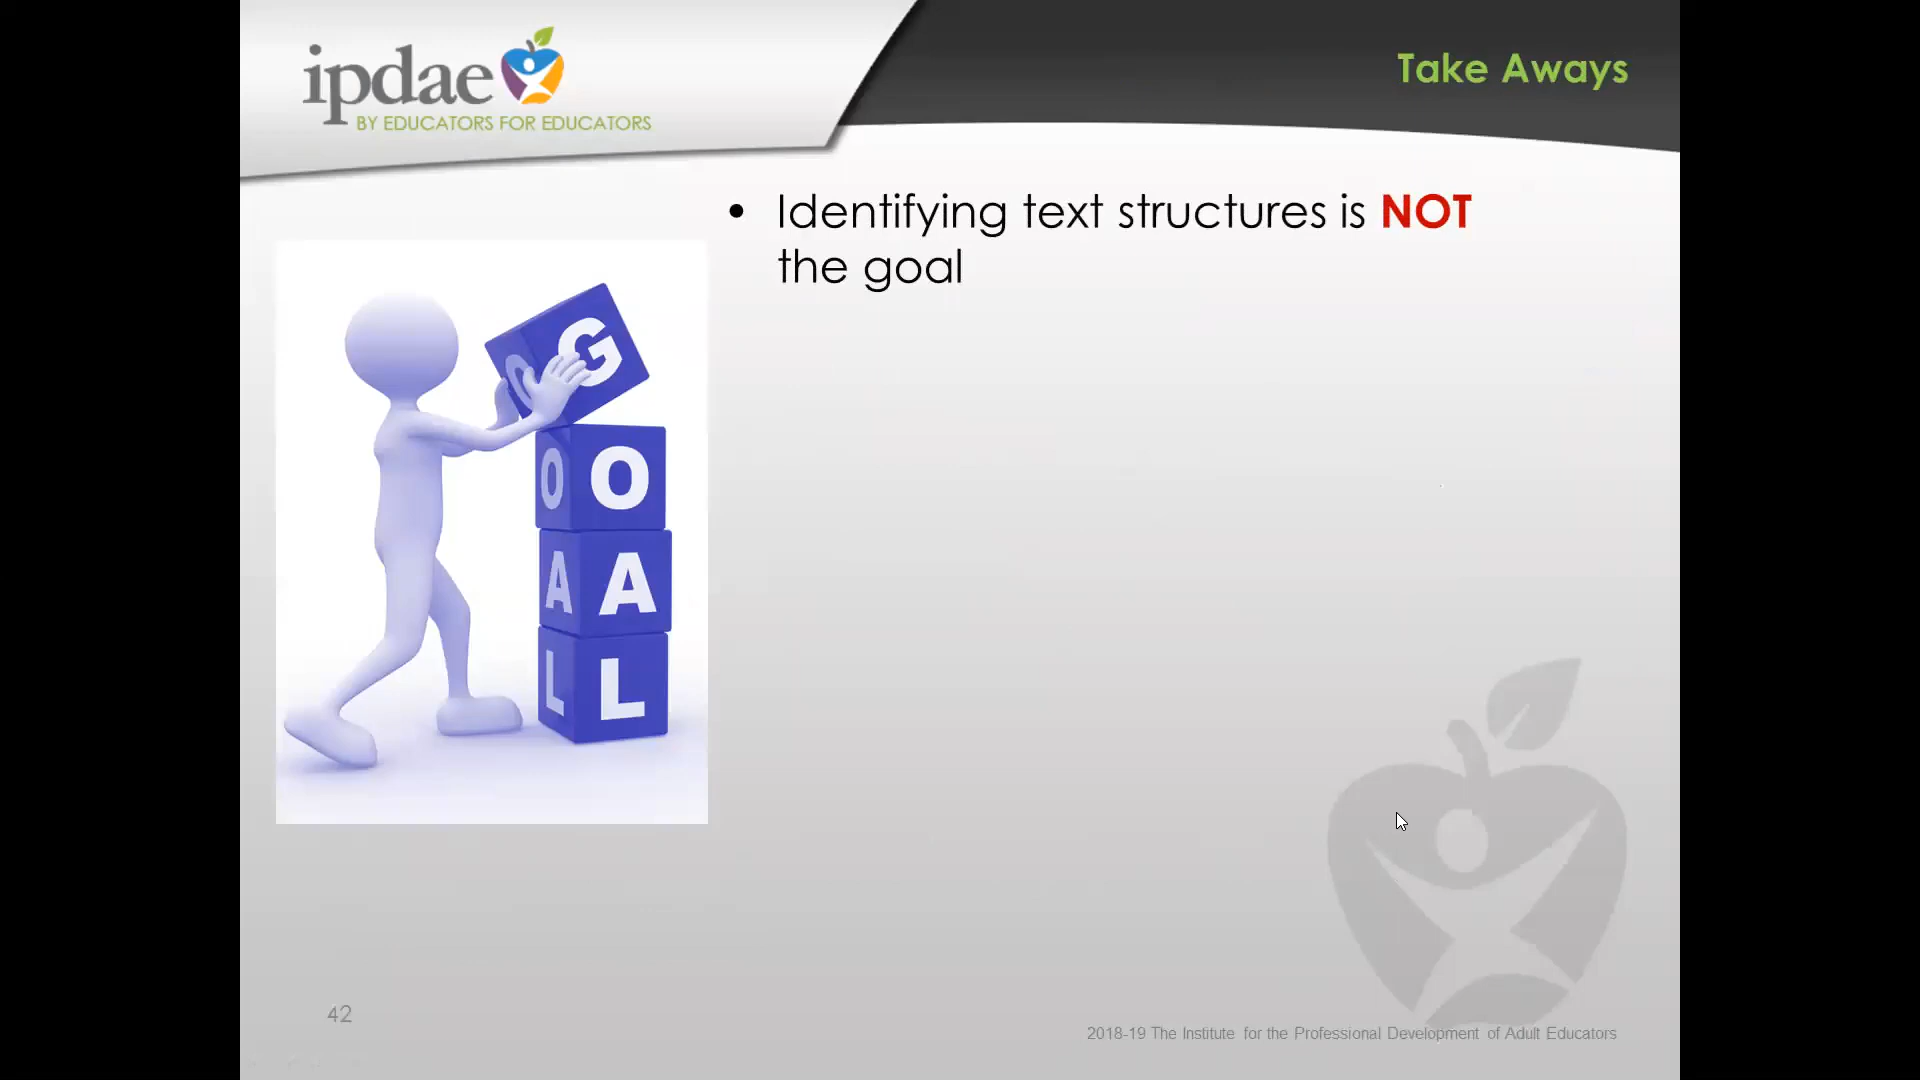 ipdae
BY EDUCATORS FOR EDUCATORS
Take Aways
• Identifying text structures is NOT
the goal
G
O O
A A
L L
42
2018-19 The Institute for the Professional Development of Adult Educators